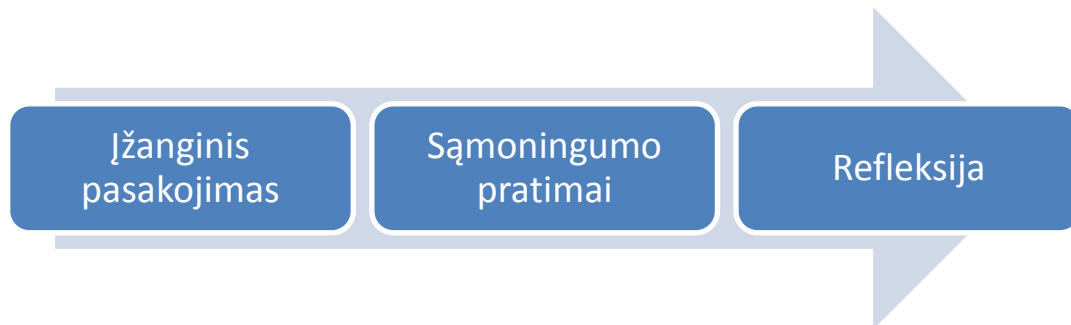 Įžanginis
pasakojimas
Sąmoningumo
pratimai
Refleksija